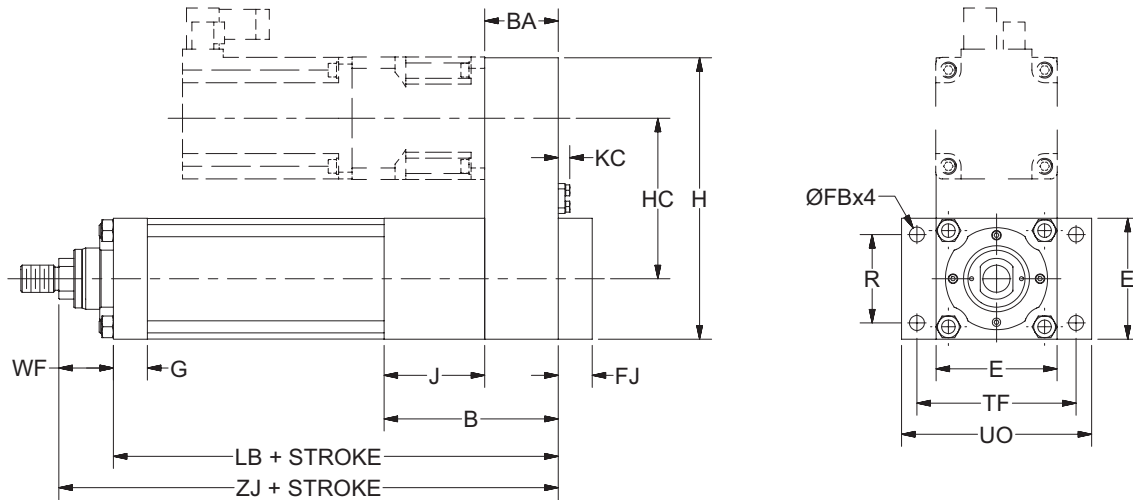 BA
KC
HC
H
ØFBx4
R
E
WF
G
J
FJ
E
B
TF
UO
LB + STROKE
ZJ + STROKE